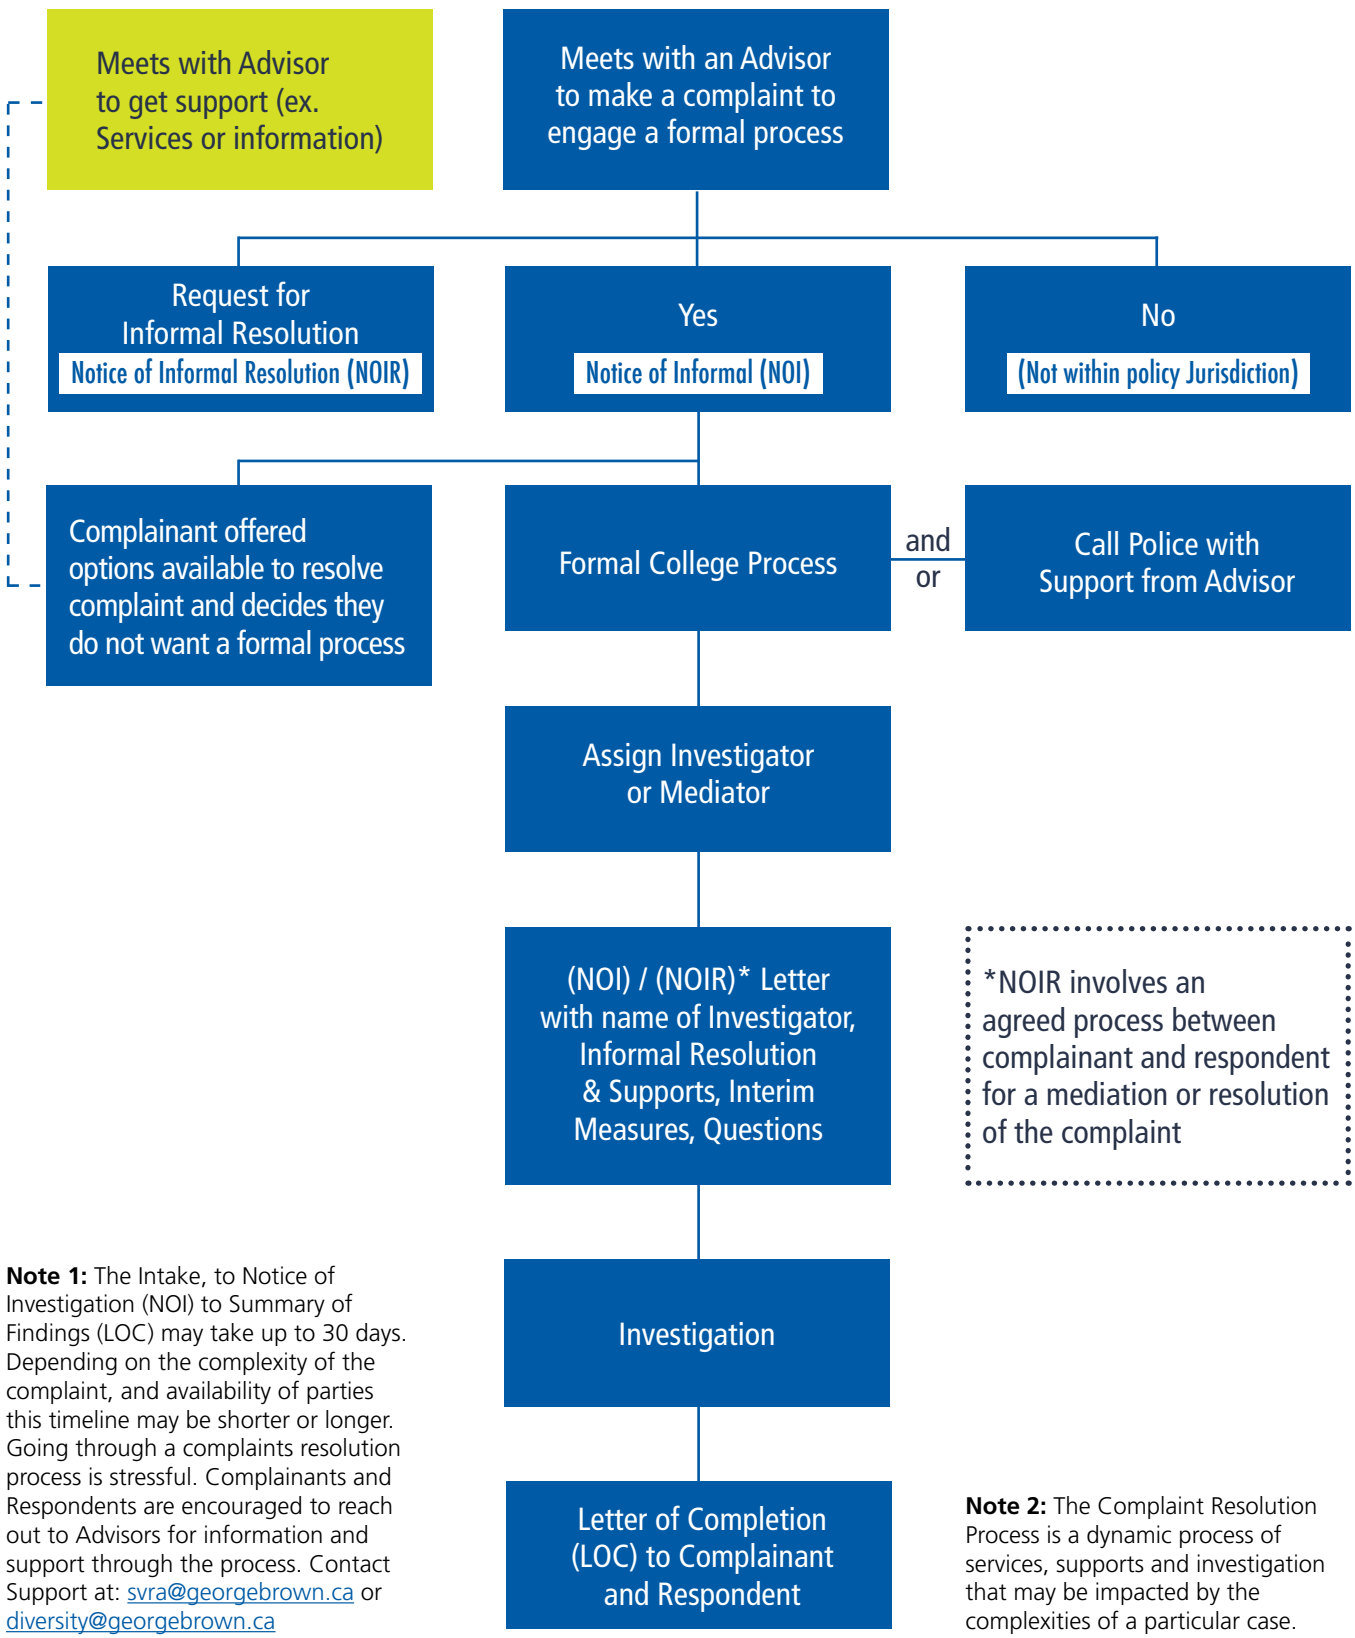 Meets with Advisor
to get support (ex.
Services or information)
Meets with an Advisor
to make a complaint to
engage a formal process
Request for
Informal Resolution
Notice of Informal Resolution (NOIR)
Yes
Notice of Informal (NOI)
No
(Not within policy Jurisdiction)
Complainant offered
options available to resolve
complaint and decides they
do not want a formal process
Formal College Process
and
or
Call Police with
Support from Advisor
Assign Investigator
or Mediator
(NOI) / (NOIR)* Letter
with name of Investigator,
Informal Resolution
& Supports, Interim
Measures, Questions
*NOIR involves an
agreed process between
complainant and respondent
for a mediation or resolution
of the complaint
Investigation
Letter of Completion
(LOC) to Complainant
and Respondent
Note 1: The Intake, to Notice of
Investigation (NOI) to Summary of
Findings (LOC) may take up to 30 days.
Depending on the complexity of the
complaint, and availability of parties
this timeline may be shorter or longer.
Going through a complaints resolution
process is stressful. Complainants and
Respondents are encouraged to reach
out to Advisors for information and
support through the process. Contact
Support at: svra@georgebrown.ca or
diversity@georgebrown.ca
Note 2: The Complaint Resolution
Process is a dynamic process of
services, supports and investigation
that may be impacted by the
complexities of a particular case.